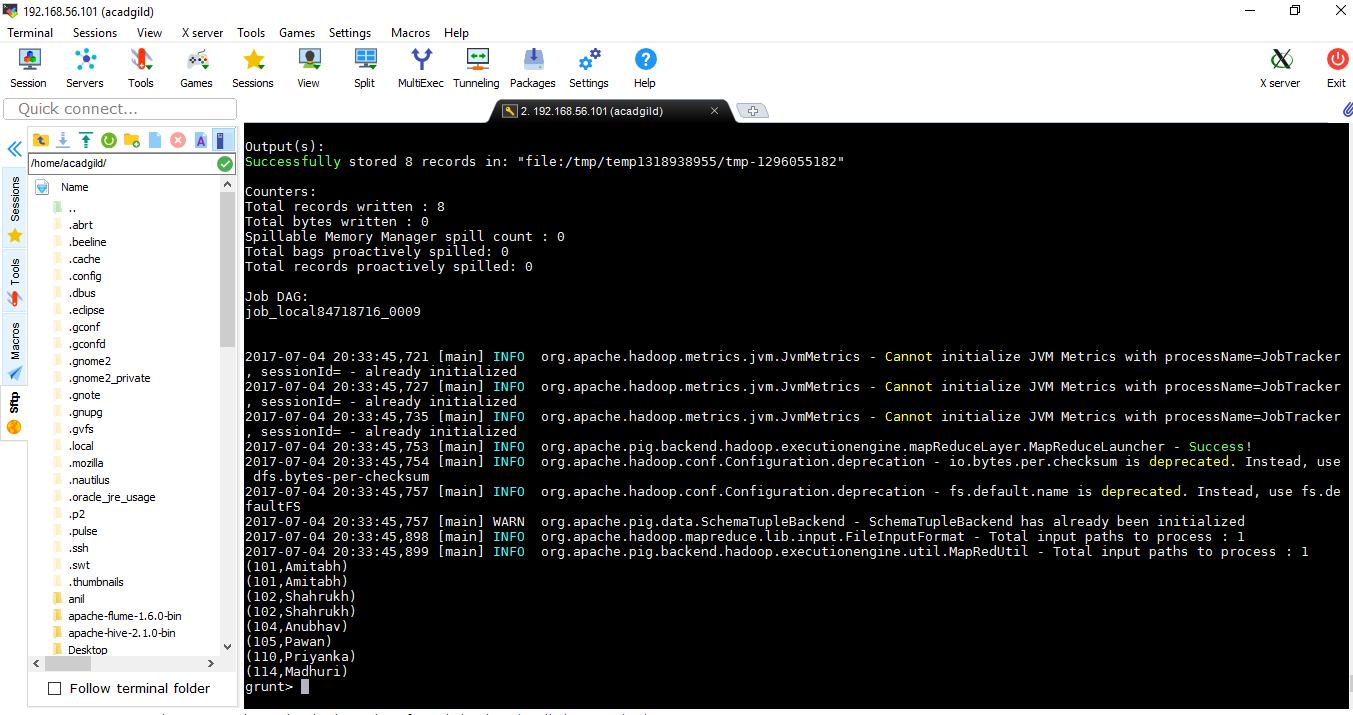 192.168.56.101 (acadgild)
Terminal Sessions View X server Tools Games Settings Macros Help
Session Servers Tools Games Sessions View Split MultiExec Tunneling Packages Settings Help X server Exit
Quick connect...
2. 192.168.56.101 (acadgild)
/home/acadgild/
Name
..
.abrt
.beeline
.cache
.config
.dbus
.eclipse
.gconf
.gconfd
.gnome2
.gnome2_private
.gnote
.gnupg
.gvfs
.local
.mozilla
.nautilus
.oracle_jre_usage
.p2
.pulse
.ssh
.swt
.thumbnails
anil
apache-flume-1.6.0-bin
apache-hive-2.1.0-bin
Desktop
Follow terminal folder
Sessions
Tools
Macros
Sftp
Output(s):
Successfully stored 8 records in: "file:/tmp/temp1318938955/tmp-1296055182"
Counters:
Total records written : 8
Total bytes written : 0
Spillable Memory Manager spill count : 0
Total bags proactively spilled: 0
Total records proactively spilled: 0
Job DAG:
job_local84718716_0009
2017-07-04 20:33:45,721 [main] INFO  org.apache.hadoop.metrics.jvm.JvmMetrics - Cannot initialize JVM Metrics with processName=JobTracker
, sessionId= - already initialized
2017-07-04 20:33:45,727 [main] INFO  org.apache.hadoop.metrics.jvm.JvmMetrics - Cannot initialize JVM Metrics with processName=JobTracker
, sessionId= - already initialized
2017-07-04 20:33:45,735 [main] INFO  org.apache.hadoop.metrics.jvm.JvmMetrics - Cannot initialize JVM Metrics with processName=JobTracker
, sessionId= - already initialized
2017-07-04 20:33:45,753 [main] INFO  org.apache.pig.backend.hadoop.executionengine.mapReduceLayer.MapReduceLauncher - Success!
2017-07-04 20:33:45,754 [main] INFO  org.apache.hadoop.conf.Configuration.deprecation - io.bytes.per.checksum is deprecated. Instead, use
 dfs.bytes-per-checksum
2017-07-04 20:33:45,757 [main] INFO  org.apache.hadoop.conf.Configuration.deprecation - fs.default.name is deprecated. Instead, use fs.de
faultFS
2017-07-04 20:33:45,757 [main] WARN  org.apache.pig.data.SchemaTupleBackend - SchemaTupleBackend has already been initialized
2017-07-04 20:33:45,898 [main] INFO  org.apache.hadoop.mapreduce.lib.input.FileInputFormat - Total input paths to process : 1
2017-07-04 20:33:45,899 [main] INFO  org.apache.pig.backend.hadoop.executionengine.util.MapRedUtil - Total input paths to process : 1
(101,Amitabh)
(101,Amitabh)
(102,Shahrukh)
(102,Shahrukh)
(104,Anubhav)
(105,Pawan)
(110,Priyanka)
(114,Madhuri)
grunt>